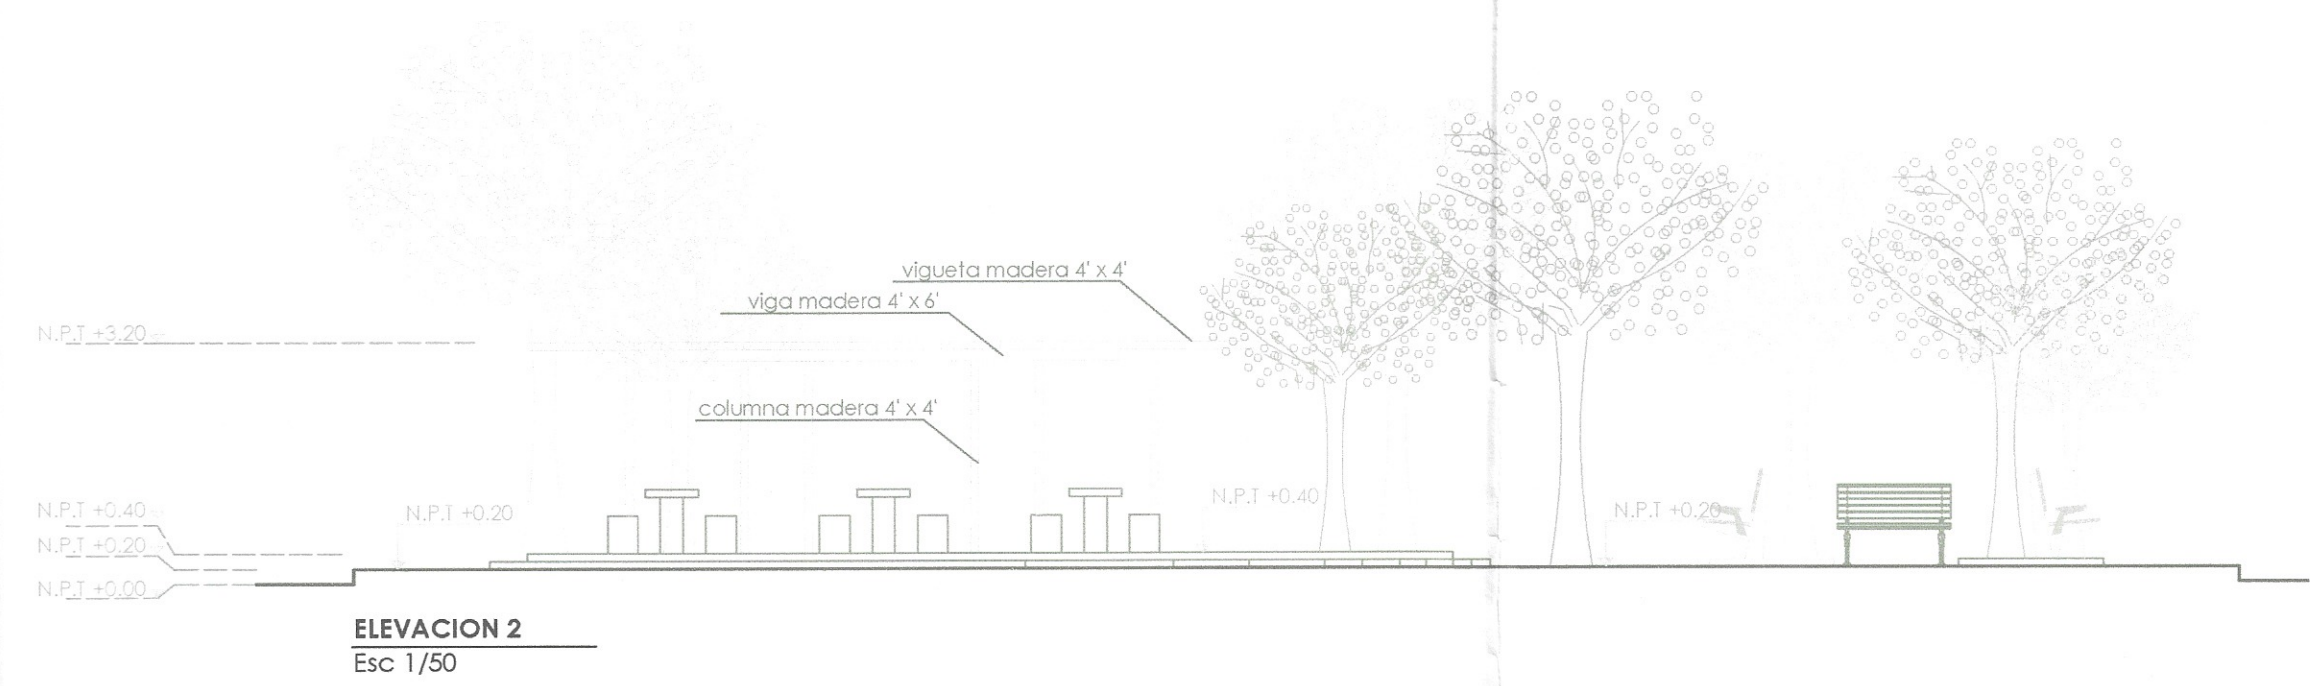 vigueta madera 4' x 4'
viga madera 4' x 6'
N.P.T +3.20
columna madera 4' x 4'
N.P.T +0.40
N.P.T +0.40
N.P.T +0.20
N.P.T +0.20
N.P.T +0.20
N.P.T +0.00
ELEVACION 2
Esc 1/50